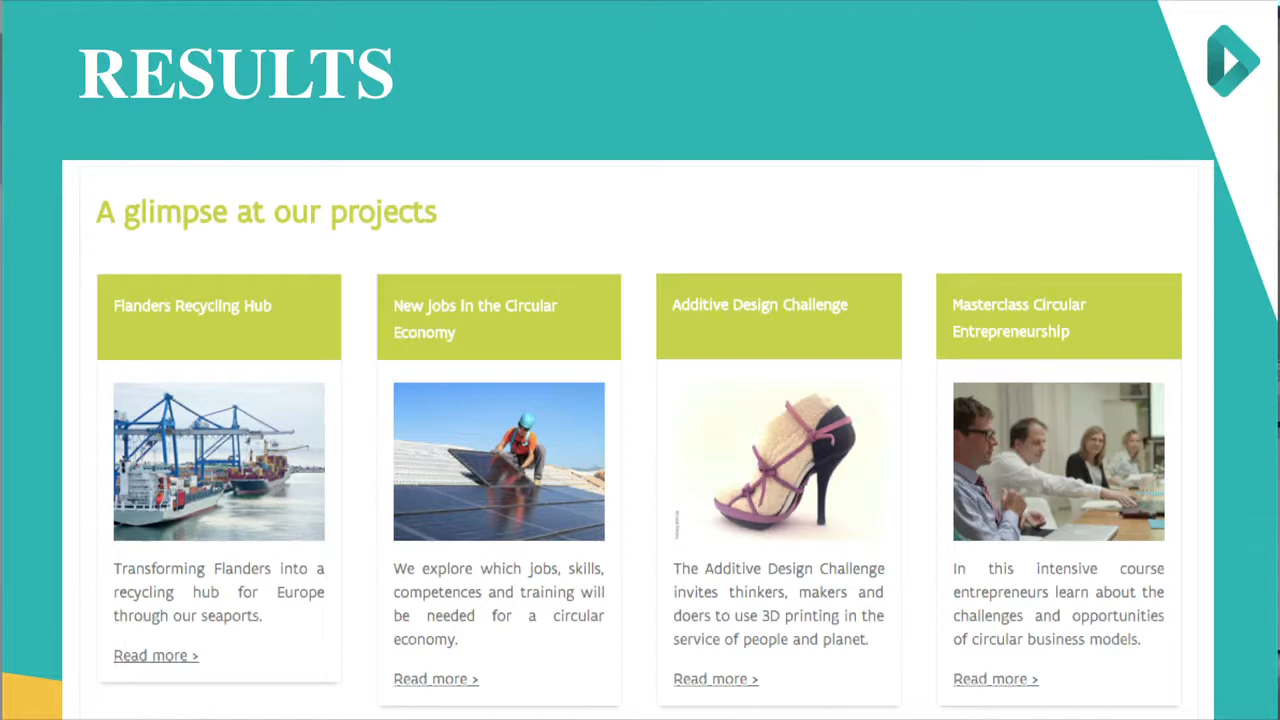 RESULTS
A glimpse at our projects
Flanders Recycling Hub
New jobs in the Circular
Economy
Additive Design Challenge
Masterclass Circular
Entrepreneurship
Transforming Flanders into a
recycling hub for Europe
through our seaports.
Read more >
We explore which jobs, skills,
competences and training will
be needed for a circular
economy.
Read more >
The Additive Design Challenge
invites thinkers, makers and
doers to use 3D printing in the
service of people and planet.
Read more >
In this intensive course
entrepreneurs learn about the
challenges and opportunities
of circular business models.
Read more >